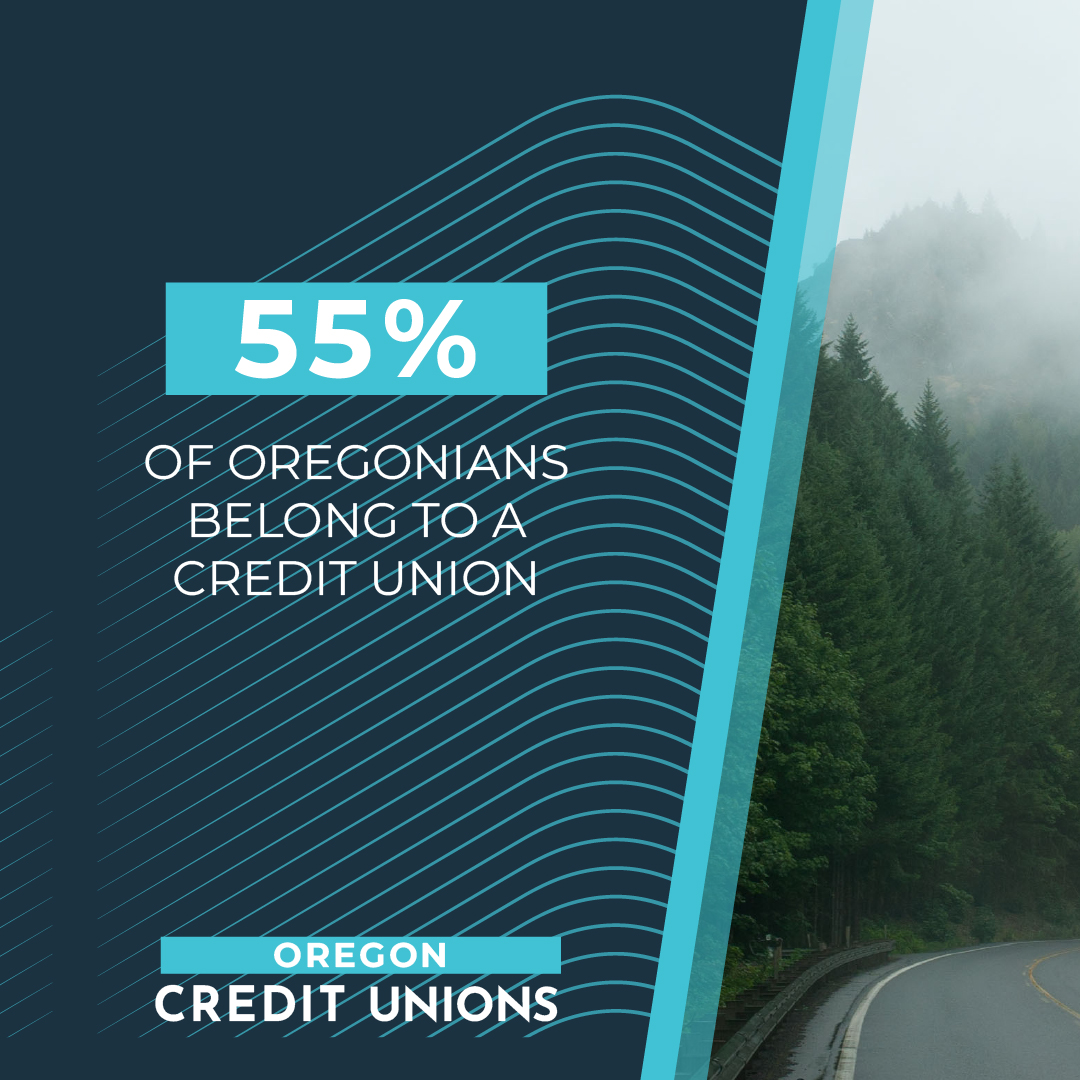 55%
OF OREGONIANS
BELONG TO A
CREDIT UNION
OREGON
CREDIT UNIONS